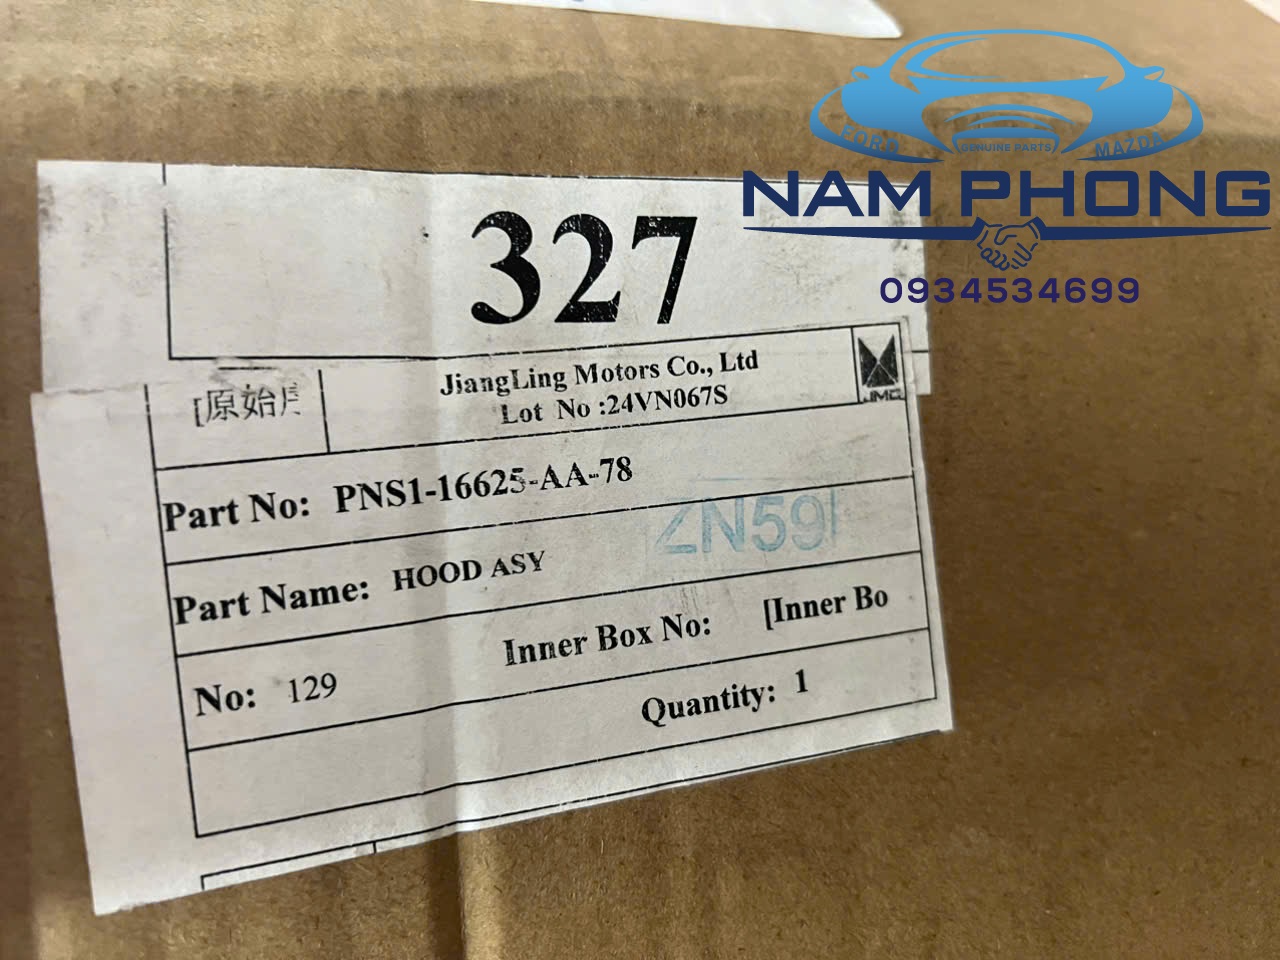 FORD
GENUINE PARTS
MAZDA
NAM PHONG
0934534699
327
JiangLing Motors Co., Ltd
Lot No :24VN067S
JMC
[原始
Part No: PNS1-16625-AA-78
ZN59
Part Name: HOOD ASY
No: 129
Inner Box No: [Inner Bo
Quantity: 1